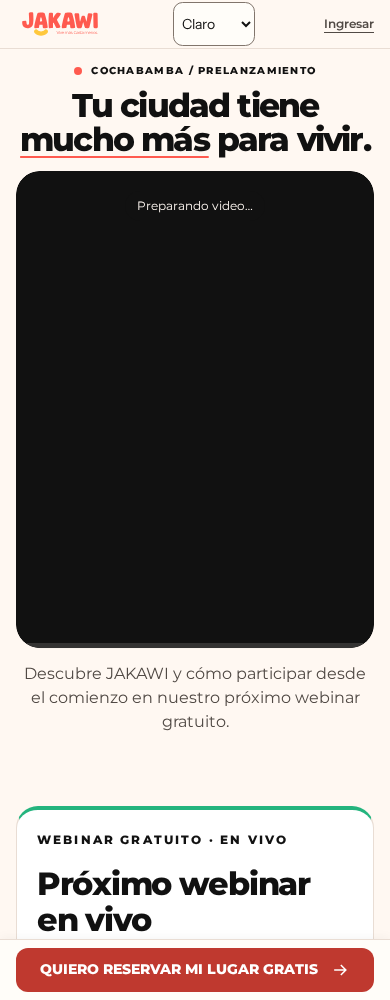 JAKAWI
Claro
Ingresar
COCHABAMBA / PRELANZAMIENTO
Tu ciudad tiene
mucho más para vivir.
Preparando video...
Descubre JAKAWI y cómo participar desde
el comienzo en nuestro próximo webinar
gratuito.
WEBINAR GRATUITO · EN VIVO
Próximo webinar
en vivo
QUIERO RESERVAR MI LUGAR GRATIS →